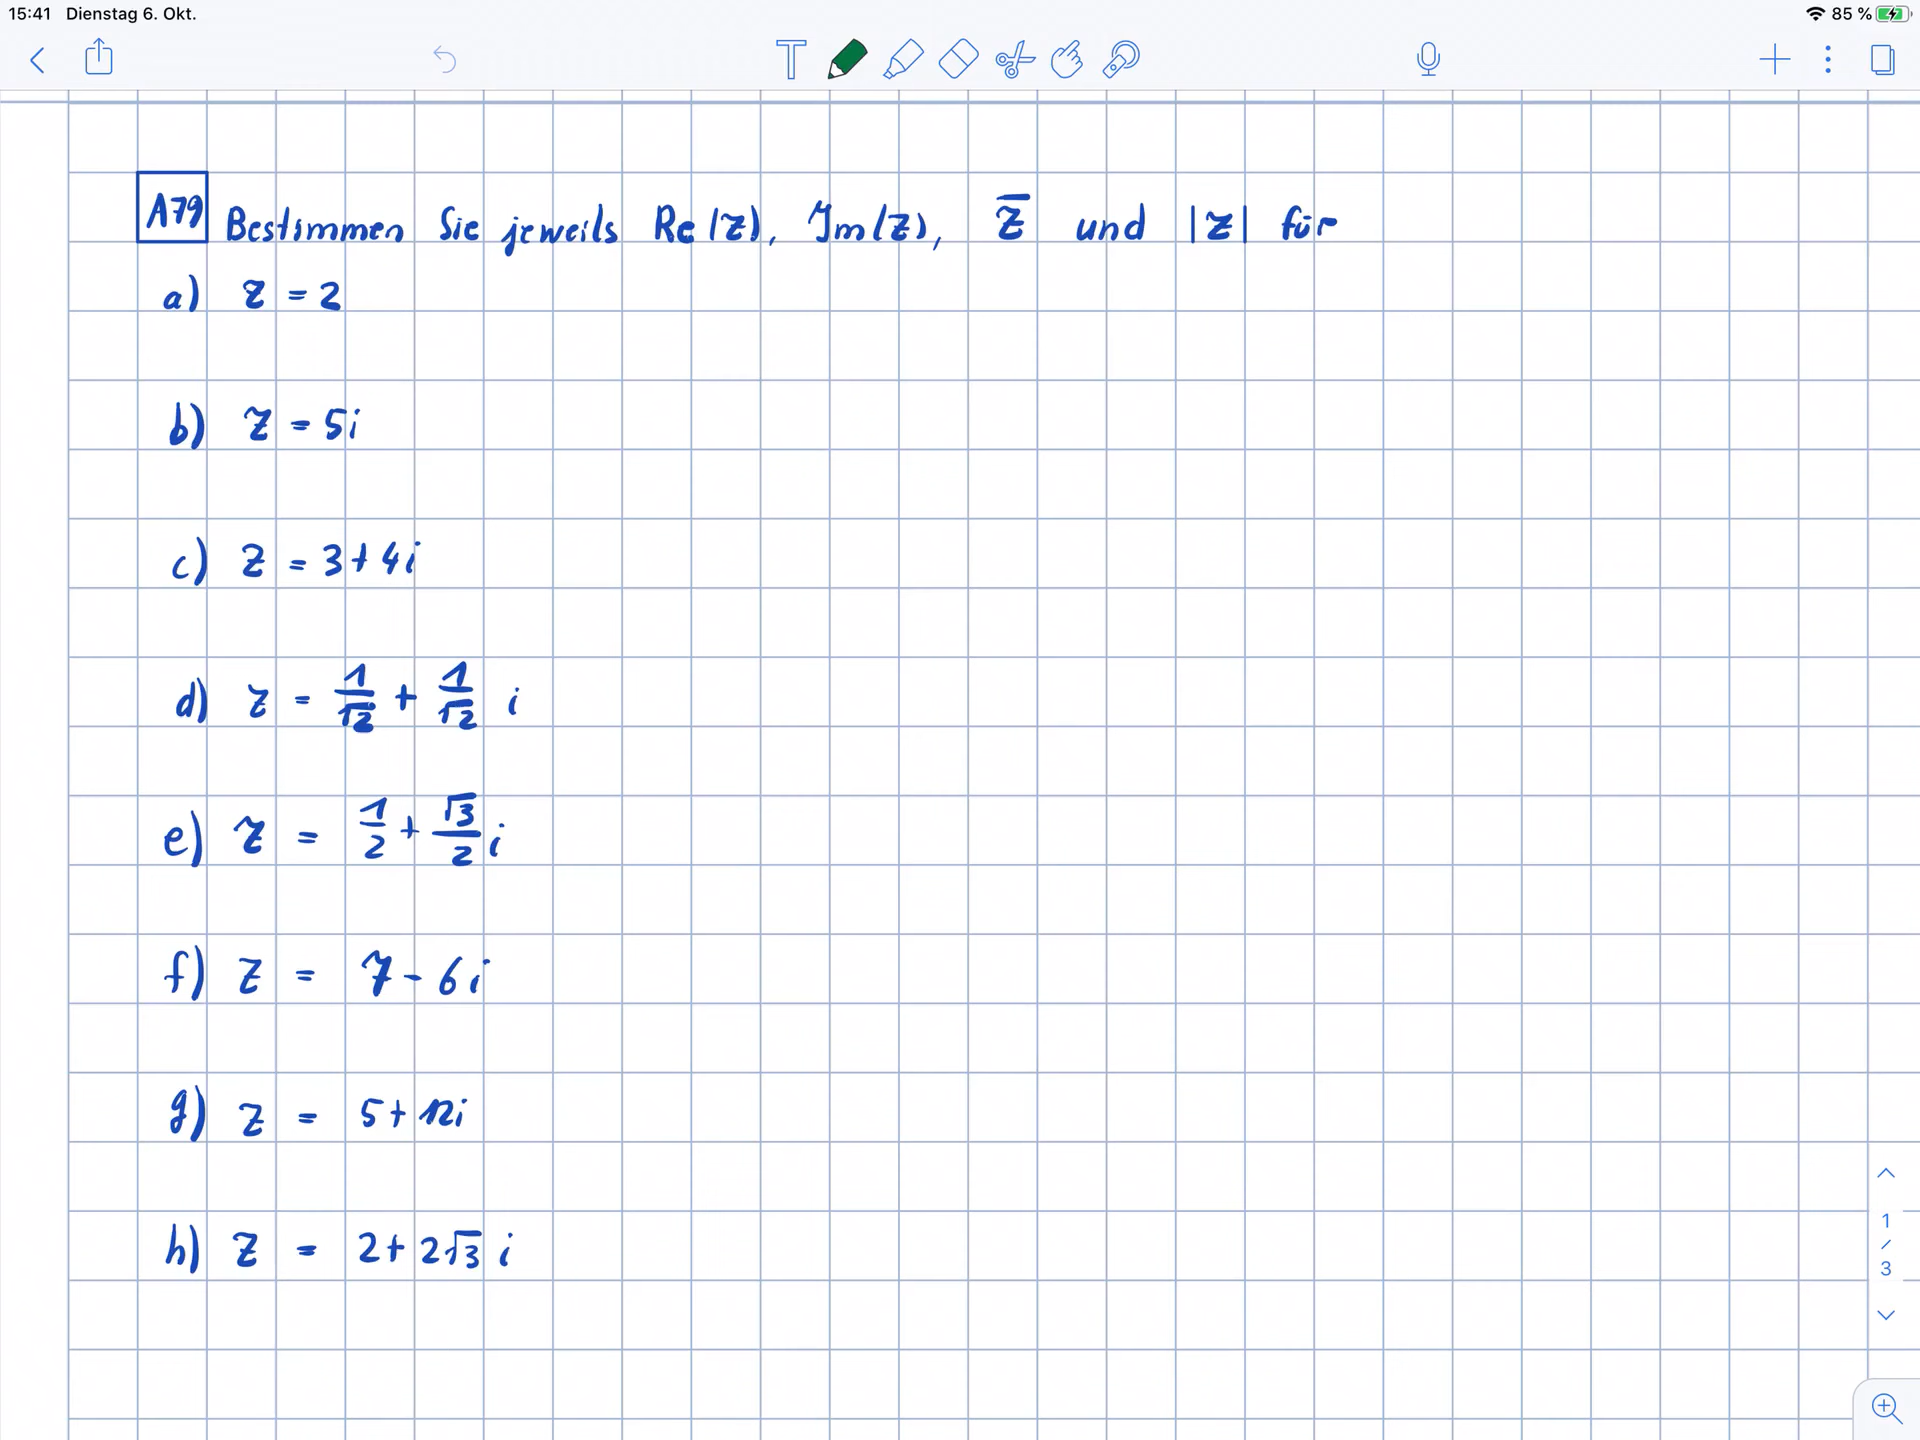 15:41 Dienstag 6. Okt. 85 %
T
A79 Bestimmen Sie jeweils Re(z), Im(z), z̅ und |z| für
a) z = 2
b) z = 5i
c) z = 3+4i
d) z = 1/√2 + 1/√2 i
e) z = 1/2 + √3/2 i
f) z = 7-6i
g) z = 5+12i
h) z = 2+2√3 i
1
/
3